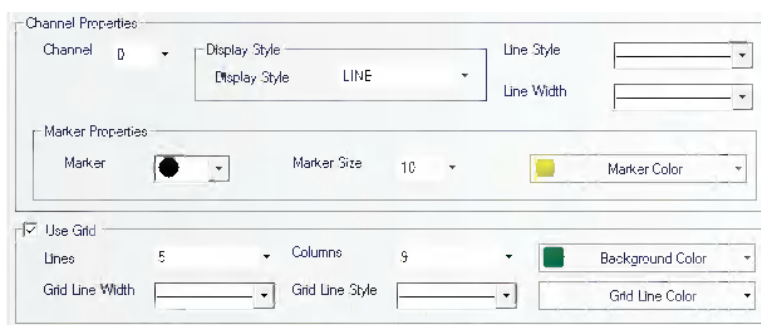 Channel Properties
Channel 0
Display Style
Display Style LINE
Line Style
Line Width
Marker Properties
Marker
Marker Size 10
Marker Color
Use Grid
Lines 5
Columns 9
Background Color
Grid Line Width
Grid Line Style
Grid Line Color